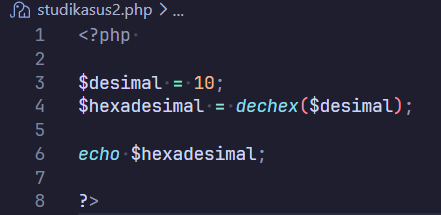 studikasus2.php > ...
1 <?php
2
3 $desimal = 10;
4 $hexadesimal = dechex($desimal);
5
6 echo $hexadesimal;
7
8 ?>